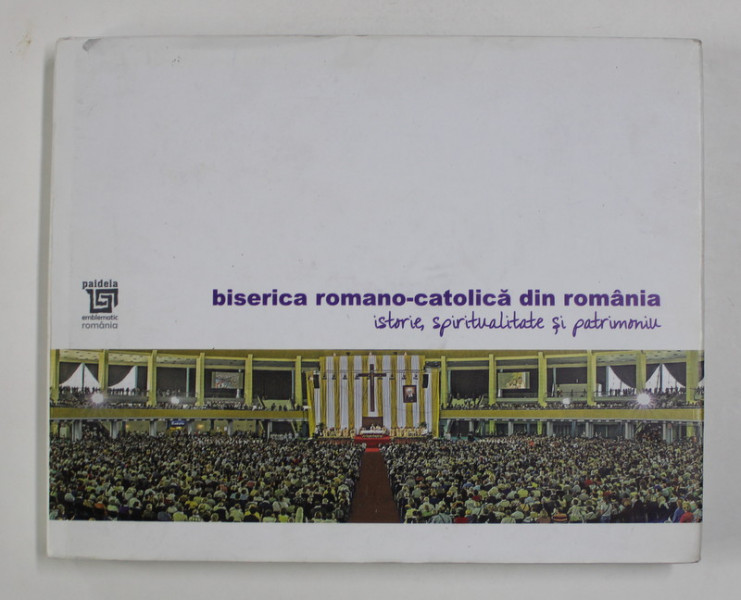 paideia
emblematic
românia
biserica romano-catolică din românia
istorie, spiritualitate și patrimoniu